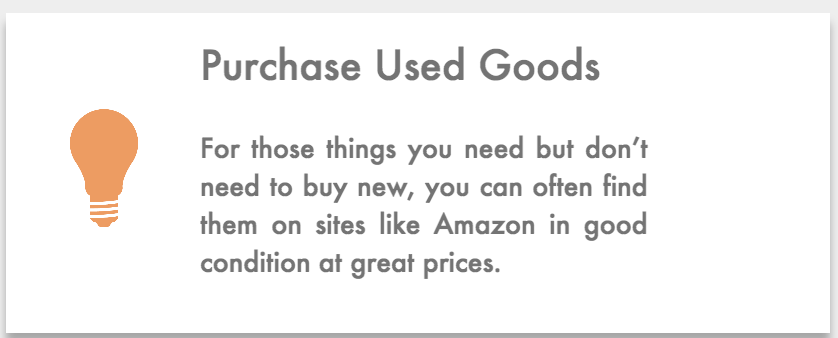 Purchase Used Goods
For those things you need but don’t
need to buy new, you can often find
them on sites like Amazon in good
condition at great prices.